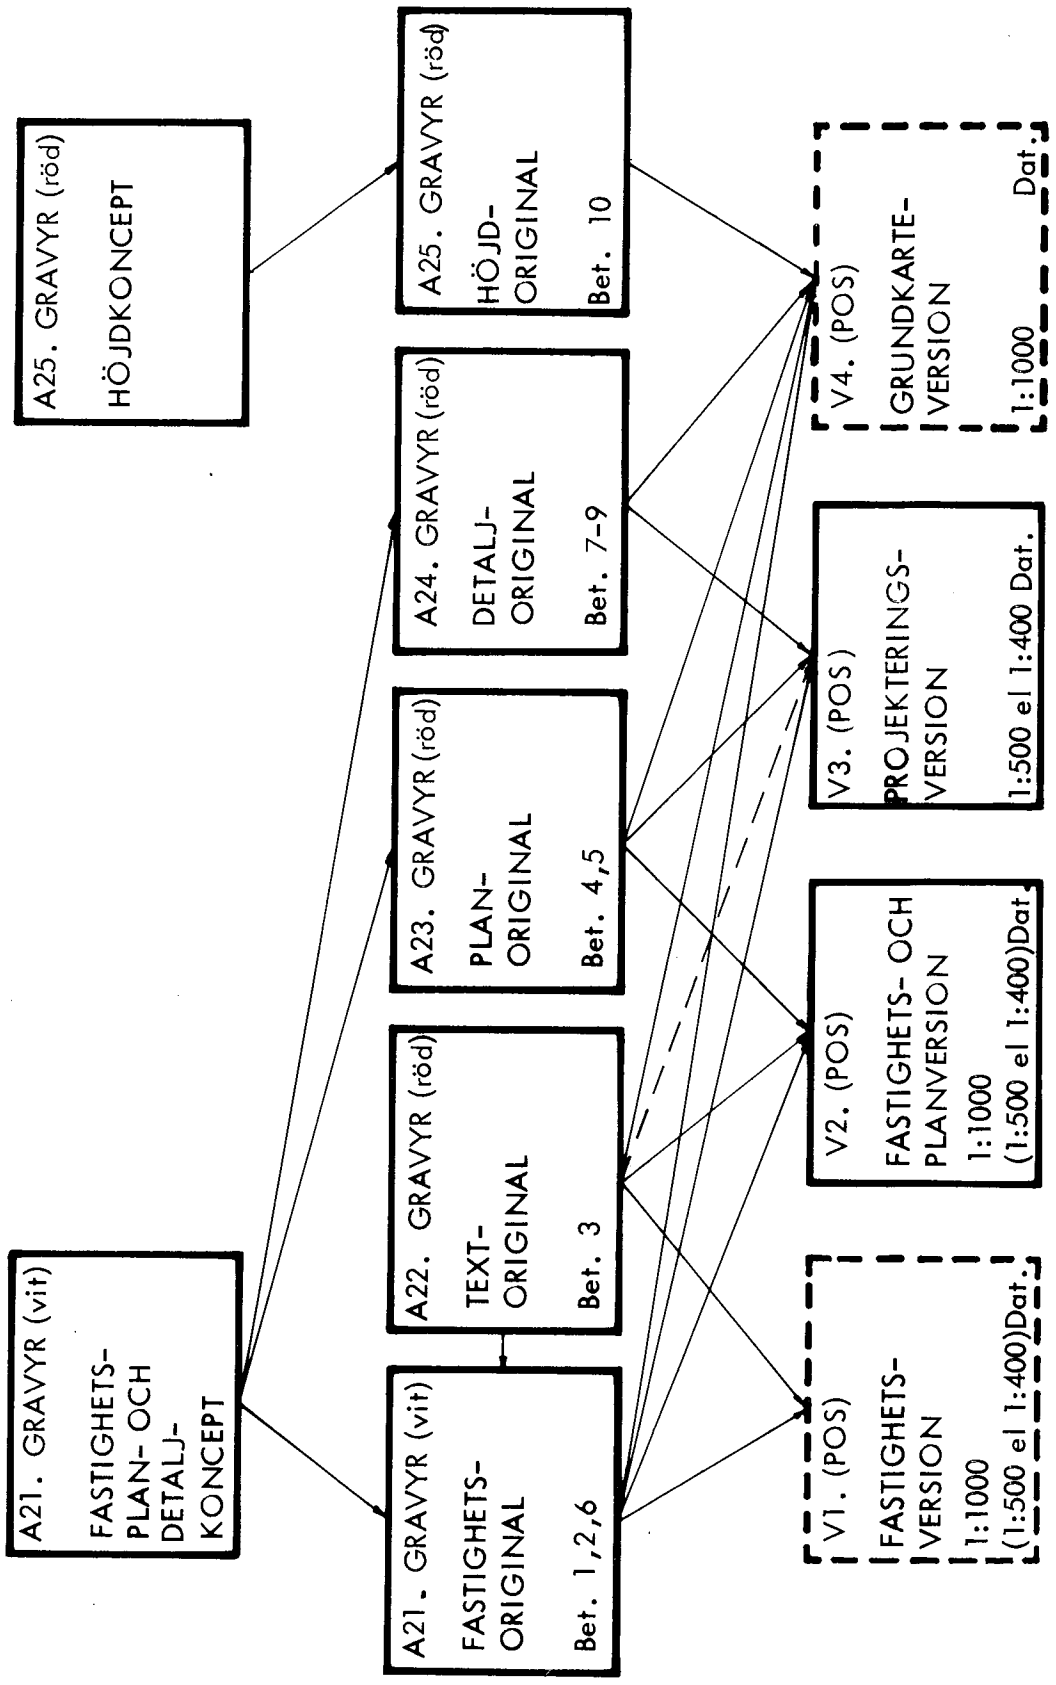 A21. GRAVYR (vit)
FASTIGHETS-
PLAN- OCH
DETALJ-
KONCEPT
A25. GRAVYR (röd)
HÖJDKONCEPT
A21. GRAVYR (vit)
FASTIGHETS-
ORIGINAL
Bet. 1,2,6
A22. GRAVYR (röd)
TEXT-
ORIGINAL
Bet. 3
A23. GRAVYR (röd)
PLAN-
ORIGINAL
Bet. 4,5
A24. GRAVYR (röd)
DETALJ-
ORIGINAL
Bet. 7-9
A25. GRAVYR (röd)
HÖJD-
ORIGINAL
Bet. 10
V1. (POS)
FASTIGHETS-
VERSION
1:1000
(1:500 el 1:400)Dat.
V2. (POS)
FASTIGHETS- OCH
PLANVERSION
1:1000
(1:500 el 1:400)Dat.
V3. (POS)
PROJEKTERINGS-
VERSION
1:500 el 1:400 Dat.
V4. (POS)
GRUNDKARTE-
VERSION
1:1000 Dat.